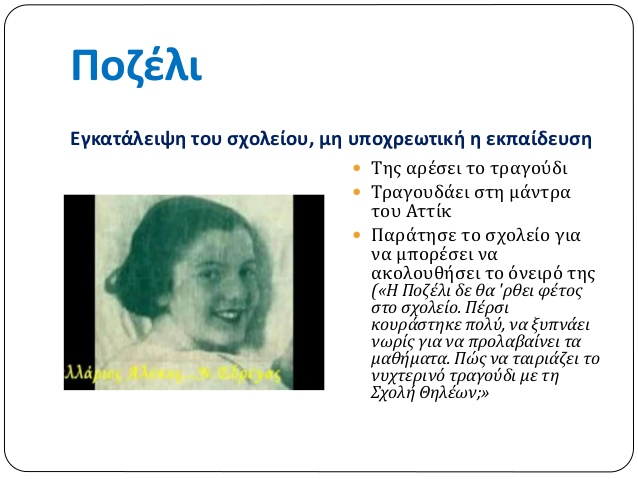 Ποζέλι
Εγκατάλειψη του σχολείου, μη υποχρεωτική η εκπαίδευση
• Της αρέσει το τραγούδι
• Τραγουδάει στη μάντρα
του Αττίκ
• Παράτησε το σχολείο για
να μπορέσει να
ακολουθήσει το όνειρό της
(«Η Ποζέλι δε θα 'ρθει φέτος
στο σχολείο. Πέρσι
κουράστηκε πολύ, να ξυπνάει
νωρίς για να προλαβαίνει τα
μαθήματα. Πώς να ταιριάζει το
νυχτερινό τραγούδι με τη
Σχολή Θηλέων;»
λλάριος Αλέκος...